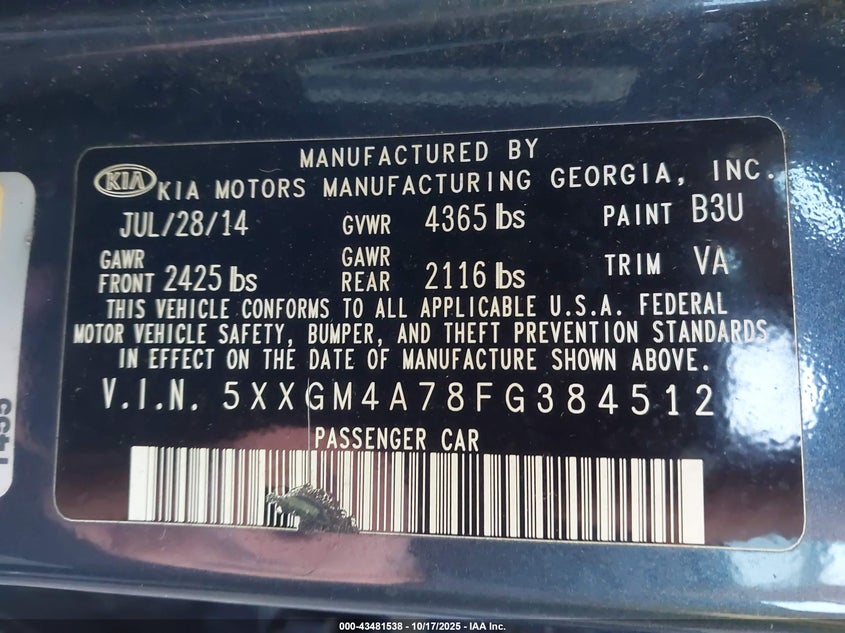 MANUFACTURED BY
KIA KIA MOTORS MANUFACTURING GEORGIA, INC.
JUL/28/14 GVWR 4365 lbs PAINT B3U
GAWR FRONT 2425 lbs GAWR REAR 2116 lbs TRIM VA
THIS VEHICLE CONFORMS TO ALL APPLICABLE U.S.A. FEDERAL
MOTOR VEHICLE SAFETY, BUMPER, AND THEFT PREVENTION STANDARDS
IN EFFECT ON THE DATE OF MANUFACTURE SHOWN ABOVE.
V.I.N. 5XXGM4A78FG384512
PASSENGER CAR
000-43481538 - 10/17/2025 - IAA Inc.